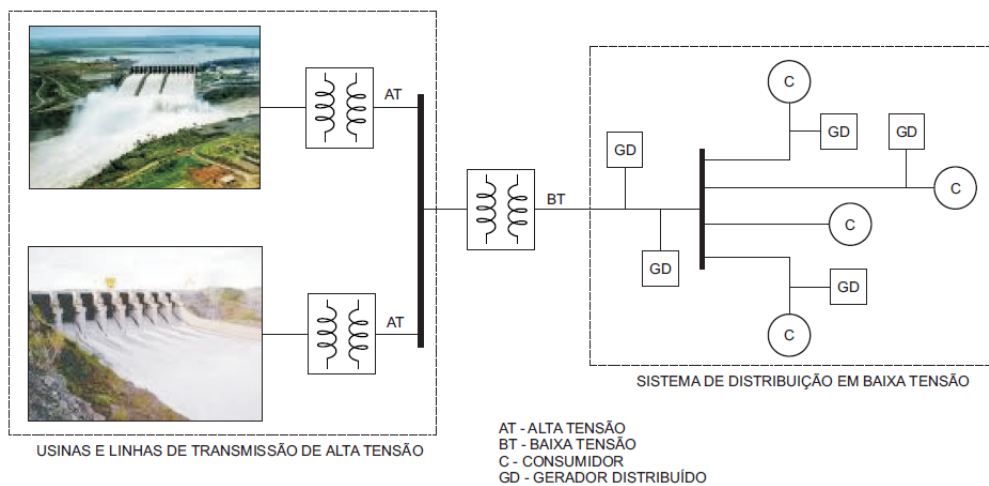 AT
AT
BT
GD
GD
C
GD
GD
C
C
GD
C
USINAS E LINHAS DE TRANSMISSÃO DE ALTA TENSÃO
SISTEMA DE DISTRIBUIÇÃO EM BAIXA TENSÃO
AT - ALTA TENSÃO
BT - BAIXA TENSÃO
C - CONSUMIDOR
GD - GERADOR DISTRIBUÍDO